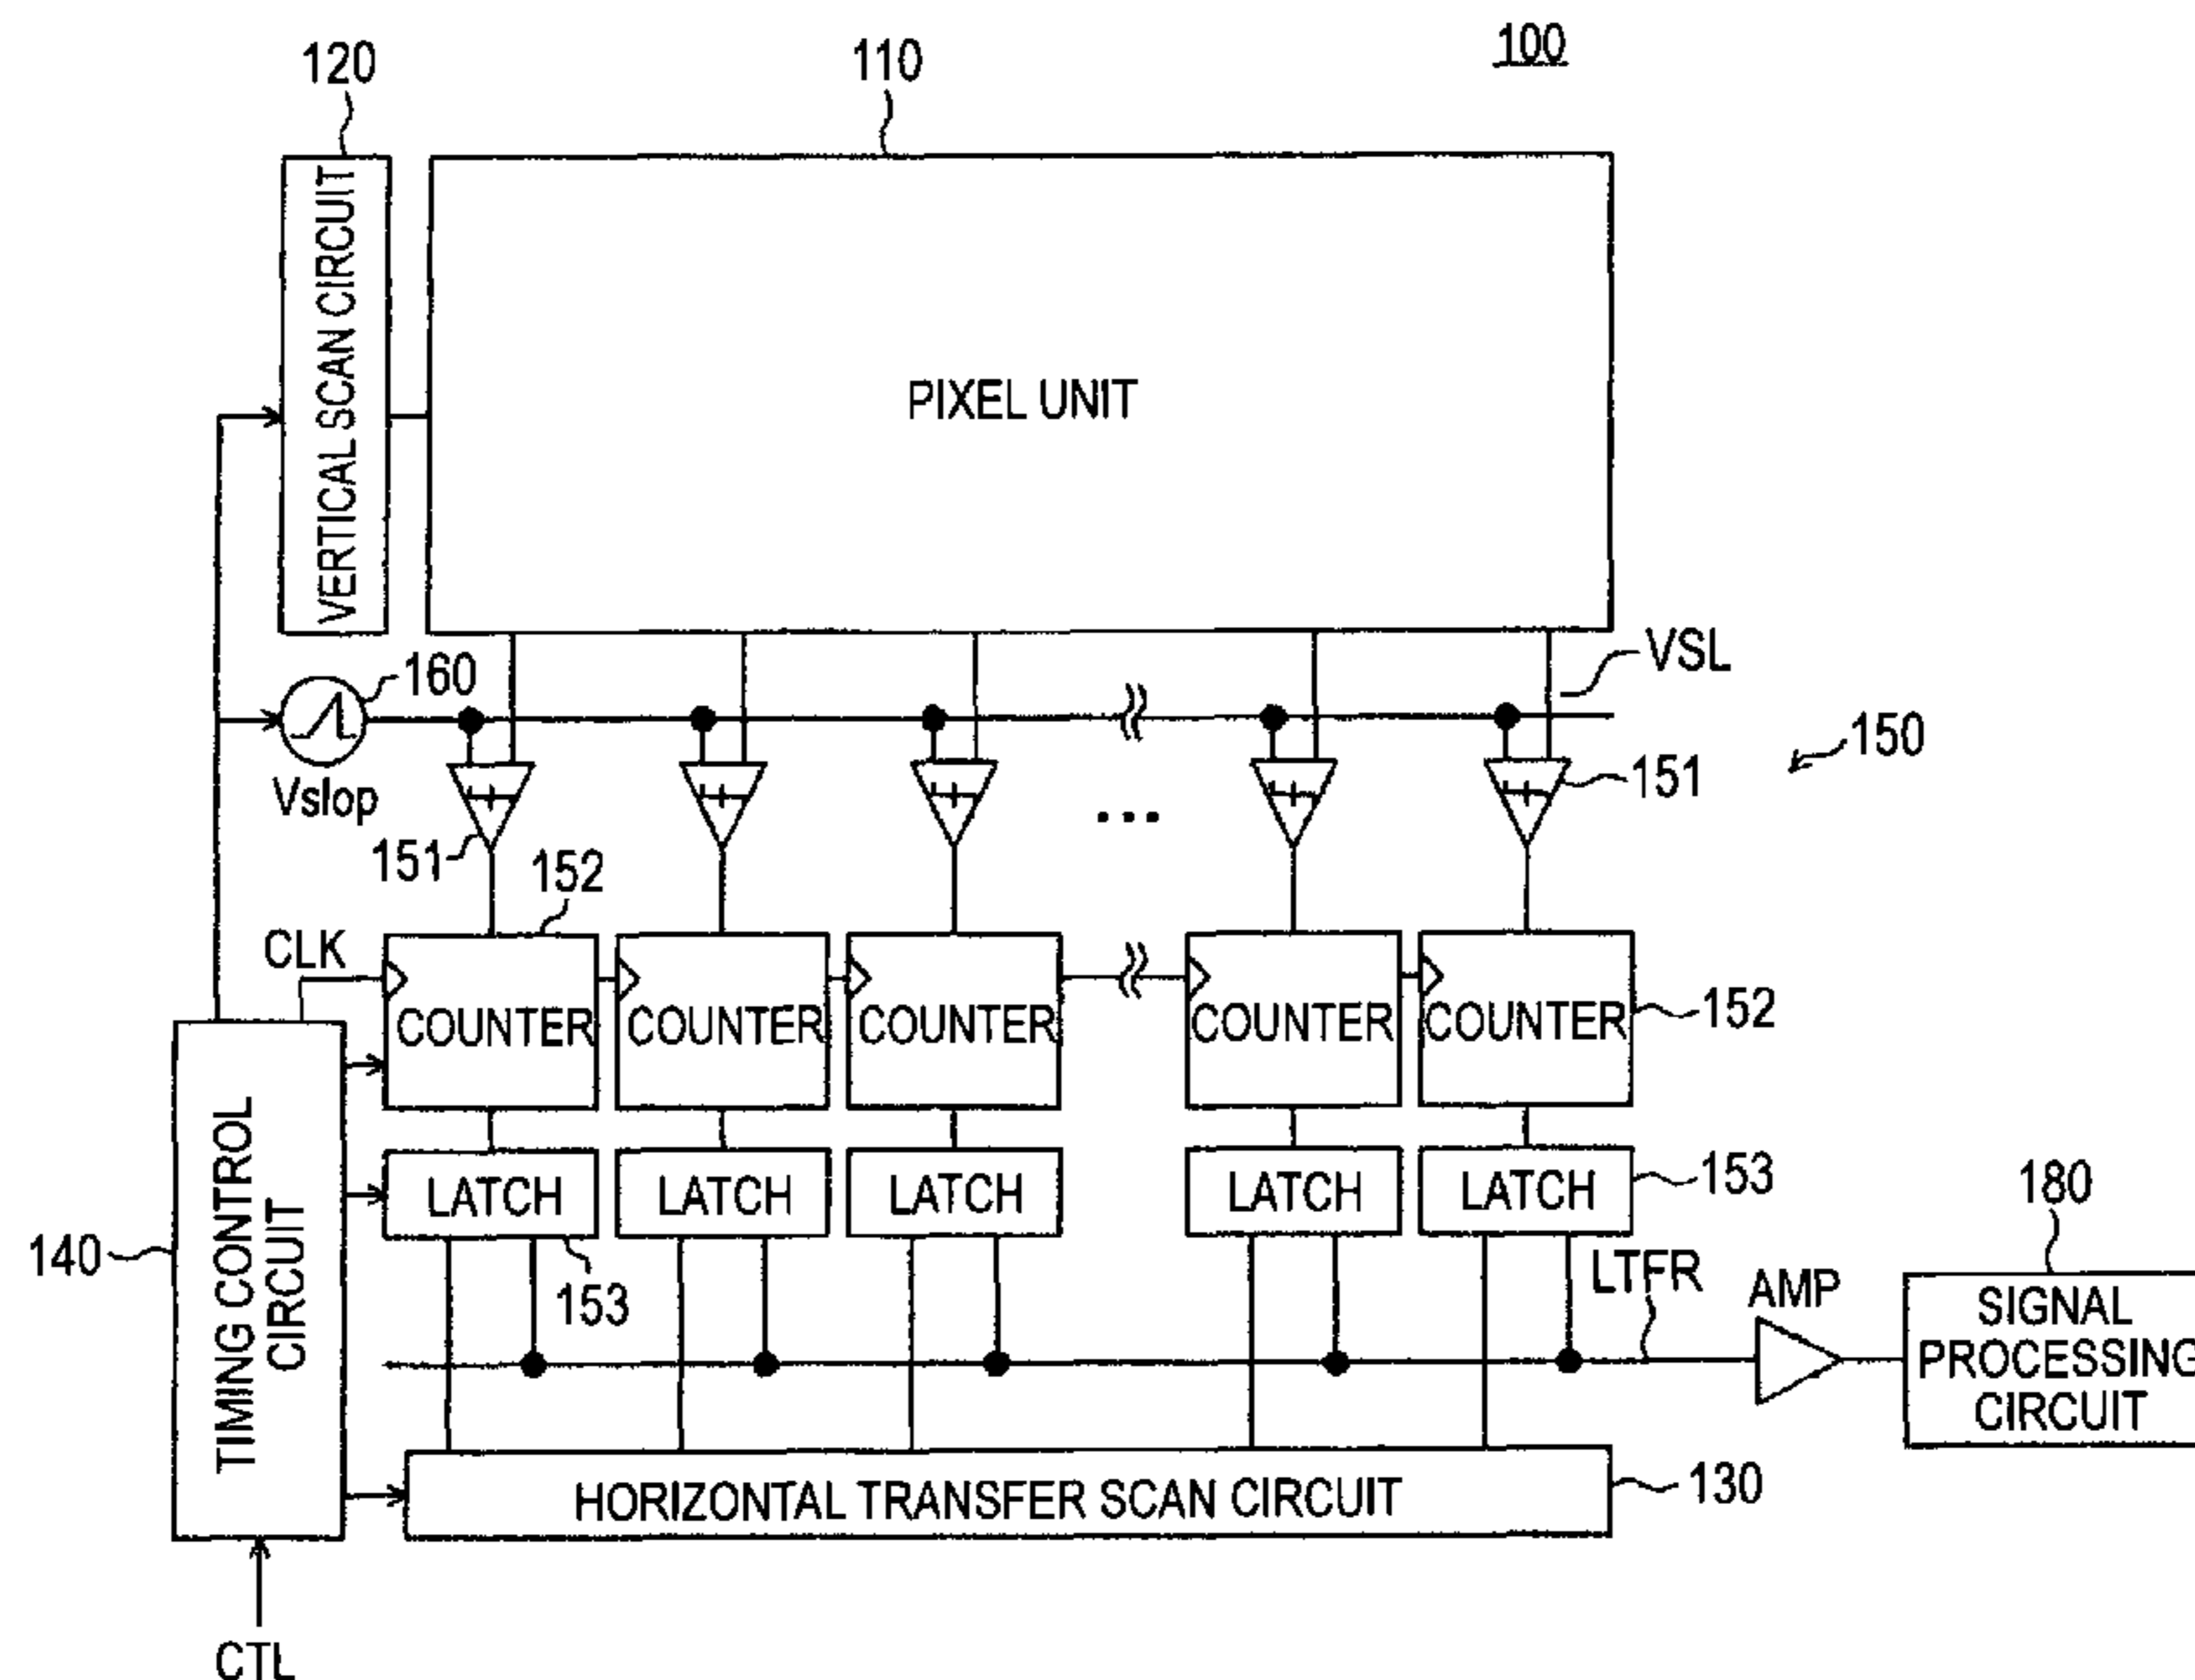 100
120
110
VERTICAL SCAN CIRCUIT
PIXEL UNIT
160
VSL
Vslop
150
151
151
152
CLK
COUNTER
COUNTER
COUNTER
COUNTER
COUNTER
152
TIMING CONTROL
CIRCUIT
140
LATCH
LATCH
LATCH
LATCH
LATCH
153
153
LTFR
AMP
180
SIGNAL
PROCESSING
CIRCUIT
HORIZONTAL TRANSFER SCAN CIRCUIT
130
CTL